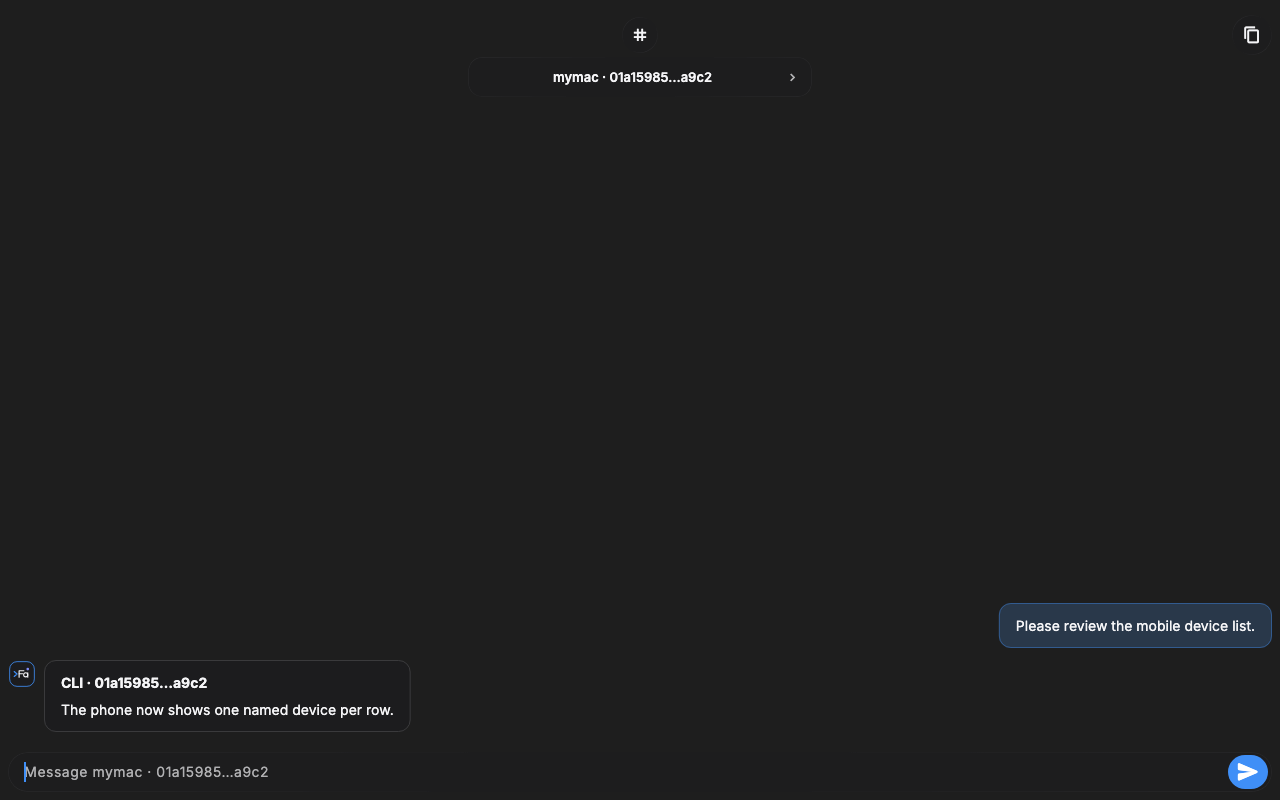 #
mymac · 01a15985…a9c2
Please review the mobile device list.
>Fa
CLI · 01a15985…a9c2
The phone now shows one named device per row.
Message mymac · 01a15985…a9c2